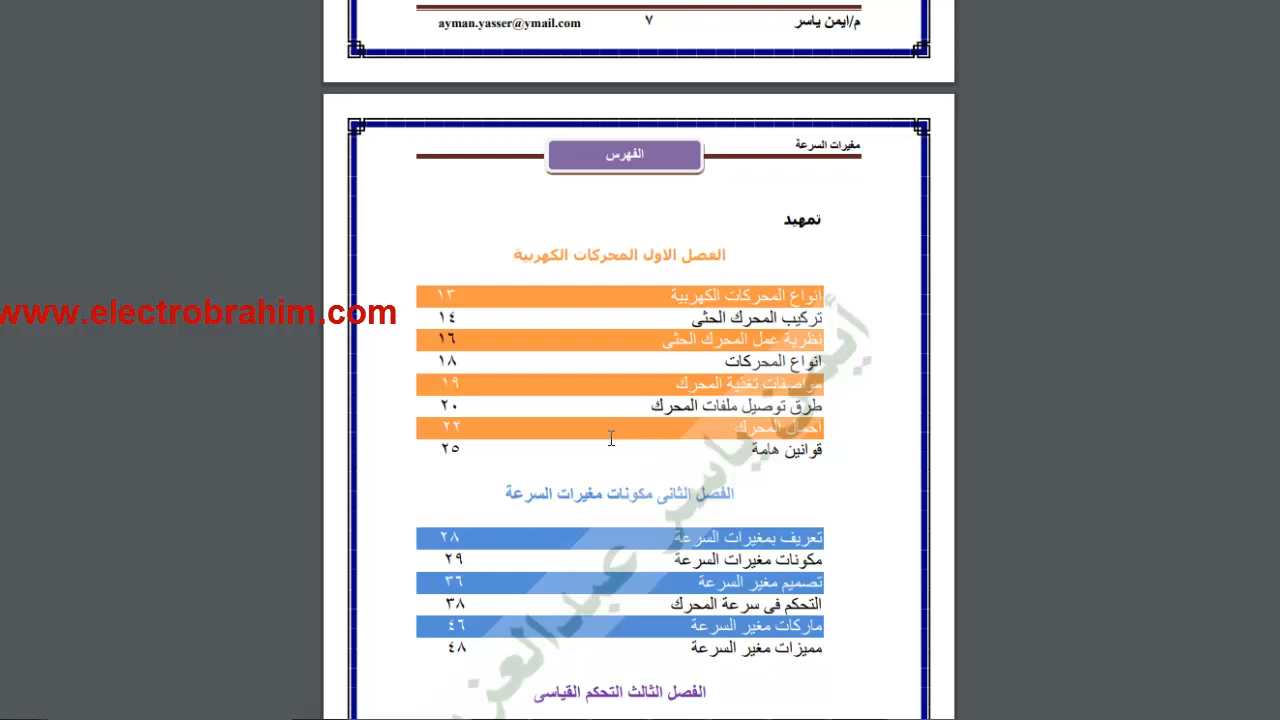 م/ايمن ياسر ٧ ayman.yasser@ymail.com
مغيرات السرعة
الفهرس
تمهيد
الفصل الاول المحركات الكهربية
انواع المحركات الكهربية ١٣
تركيب المحرك الحثى ١٤
نظرية عمل المحرك الحثى ١٦
انواع المحركات ١٨
مواصفات تغذية المحرك ١٩
طرق توصيل ملفات المحرك ٢٠
احمال المحرك ٢٢
قوانين هامة ٢٥
الفصل الثانى مكونات مغيرات السرعة
تعريف بمغيرات السرعة ٢٨
مكونات مغيرات السرعة ٢٩
تصميم مغير السرعة ٣٦
التحكم فى سرعة المحرك ٣٨
ماركات مغير السرعة ٤٦
مميزات مغير السرعة ٤٨
الفصل الثالث التحكم القياسى
www.electrobrahim.com
أيمن ياسر عبد العز